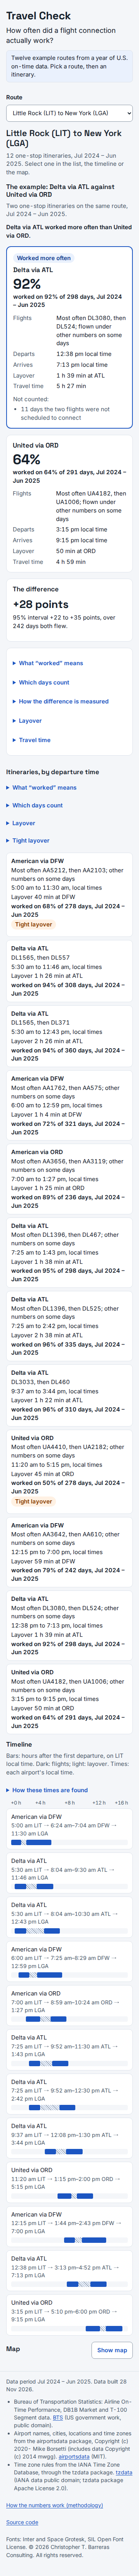 Travel Check
How often did a flight connection
actually work?
Twelve example routes from a year of U.S.
on-time data. Pick a route, then an
itinerary.
Route
Little Rock (LIT) to New York (LGA)
Little Rock (LIT) to New York
(LGA)
12 one-stop itineraries, Jul 2024 – Jun
2025. Select one in the list, the timeline or
the map.
The example: Delta via ATL against
United via ORD
Two one-stop itineraries on the same route,
Jul 2024 – Jun 2025.
Delta via ATL worked more often than United
via ORD.
Worked more often
Delta via ATL
92%
worked on 92% of 298 days, Jul 2024
– Jun 2025
Flights Most often DL3080, then
DL524; flown under
other numbers on some
days
Departs 12:38 pm local time
Arrives 7:13 pm local time
Layover 1 h 39 min at ATL
Travel time 5 h 27 min
Not counted:
• 11 days the two flights were not
scheduled to connect
United via ORD
64%
worked on 64% of 291 days, Jul 2024 –
Jun 2025
Flights Most often UA4182, then
UA1006; flown under
other numbers on some
days
Departs 3:15 pm local time
Arrives 9:15 pm local time
Layover 50 min at ORD
Travel time 4 h 59 min
The difference
+28 points
95% interval +22 to +35 points, over
242 days both flew.
What "worked" means
Which days count
How the difference is measured
Layover
Travel time
Itineraries, by departure time
What "worked" means
Which days count
Layover
Tight layover
American via DFW
Most often AA5212, then AA2103; other
numbers on some days
5:00 am to 11:30 am, local times
Layover 40 min at DFW
worked on 68% of 278 days, Jul 2024 –
Jun 2025
Tight layover
Delta via ATL
DL1585, then DL557
5:30 am to 11:46 am, local times
Layover 1 h 26 min at ATL
worked on 94% of 308 days, Jul 2024 –
Jun 2025
Delta via ATL
DL1585, then DL371
5:30 am to 12:43 pm, local times
Layover 2 h 26 min at ATL
worked on 94% of 360 days, Jul 2024 –
Jun 2025
American via DFW
Most often AA1762, then AA575; other
numbers on some days
6:00 am to 12:59 pm, local times
Layover 1 h 4 min at DFW
worked on 72% of 321 days, Jul 2024 –
Jun 2025
American via ORD
Most often AA3656, then AA3119; other
numbers on some days
7:00 am to 1:27 pm, local times
Layover 1 h 25 min at ORD
worked on 89% of 236 days, Jul 2024 –
Jun 2025
Delta via ATL
Most often DL1396, then DL467; other
numbers on some days
7:25 am to 1:43 pm, local times
Layover 1 h 38 min at ATL
worked on 95% of 298 days, Jul 2024 –
Jun 2025
Delta via ATL
Most often DL1396, then DL525; other
numbers on some days
7:25 am to 2:42 pm, local times
Layover 2 h 38 min at ATL
worked on 96% of 335 days, Jul 2024 –
Jun 2025
Delta via ATL
DL3033, then DL460
9:37 am to 3:44 pm, local times
Layover 1 h 22 min at ATL
worked on 96% of 310 days, Jul 2024 –
Jun 2025
United via ORD
Most often UA4410, then UA2182; other
numbers on some days
11:20 am to 5:15 pm, local times
Layover 45 min at ORD
worked on 50% of 278 days, Jul 2024 –
Jun 2025
Tight layover
American via DFW
Most often AA3642, then AA610; other
numbers on some days
12:15 pm to 7:00 pm, local times
Layover 59 min at DFW
worked on 79% of 242 days, Jul 2024 –
Jun 2025
Delta via ATL
Most often DL3080, then DL524; other
numbers on some days
12:38 pm to 7:13 pm, local times
Layover 1 h 39 min at ATL
worked on 92% of 298 days, Jul 2024 –
Jun 2025
United via ORD
Most often UA4182, then UA1006; other
numbers on some days
3:15 pm to 9:15 pm, local times
Layover 50 min at ORD
worked on 64% of 291 days, Jul 2024 –
Jun 2025
Timeline
Bars: hours after the first departure, on LIT
local time. Dark: flights; light: layover. Times:
each airport's local time.
How these times are found
+0 h +4 h +8 h +12 h +16 h
American via DFW
5:00 am LIT → 6:24 am–7:04 am DFW →
11:30 am LGA
Delta via ATL
5:30 am LIT → 8:04 am–9:30 am ATL →
11:46 am LGA
Delta via ATL
5:30 am LIT → 8:04 am–10:30 am ATL →
12:43 pm LGA
American via DFW
6:00 am LIT → 7:25 am–8:29 am DFW →
12:59 pm LGA
American via ORD
7:00 am LIT → 8:59 am–10:24 am ORD →
1:27 pm LGA
Delta via ATL
7:25 am LIT → 9:52 am–11:30 am ATL →
1:43 pm LGA
Delta via ATL
7:25 am LIT → 9:52 am–12:30 pm ATL →
2:42 pm LGA
Delta via ATL
9:37 am LIT → 12:08 pm–1:30 pm ATL →
3:44 pm LGA
United via ORD
11:20 am LIT → 1:15 pm–2:00 pm ORD →
5:15 pm LGA
American via DFW
12:15 pm LIT → 1:44 pm–2:43 pm DFW →
7:00 pm LGA
Delta via ATL
12:38 pm LIT → 3:13 pm–4:52 pm ATL →
7:13 pm LGA
United via ORD
3:15 pm LIT → 5:10 pm–6:00 pm ORD →
9:15 pm LGA
Map
Show map
Data period Jul 2024 – Jun 2025. Data built 28
Nov 2026.
• Bureau of Transportation Statistics. Airline On-
Time Performance, DB1B Market and T-100
Segment data. BTS (US government work,
public domain).
• Airport names, cities, locations and time zones
from the airportsdata package, Copyright (c)
2020- Mike Borsetti (includes data Copyright
(c) 2014 mwgg). airportsdata (MIT).
• Time zone rules from the IANA Time Zone
Database, through the tzdata package. tzdata
(IANA data public domain; tzdata package
Apache License 2.0).
How the numbers work (methodology)
Source code
Fonts: Inter and Space Grotesk, SIL Open Font
License. © 2026 Christopher T. Barreras
Consulting. All rights reserved.